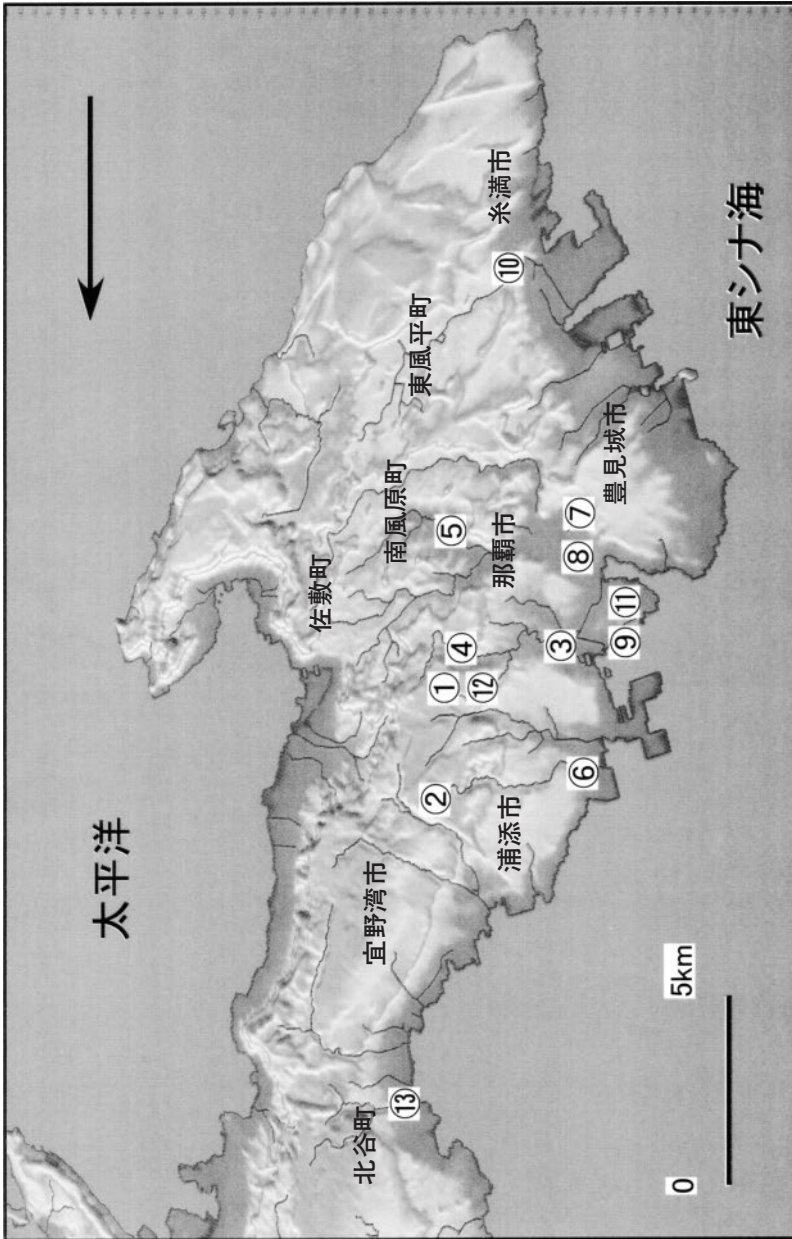 太平洋
東シナ海
糸満市
⑩
東風平町
豊見城市
南風原町
⑤
⑦
那覇市
⑧
佐敷町
⑪
④
③
⑨
①
⑫
②
⑥
浦添市
宜野湾市
北谷町
⑬
0
5km